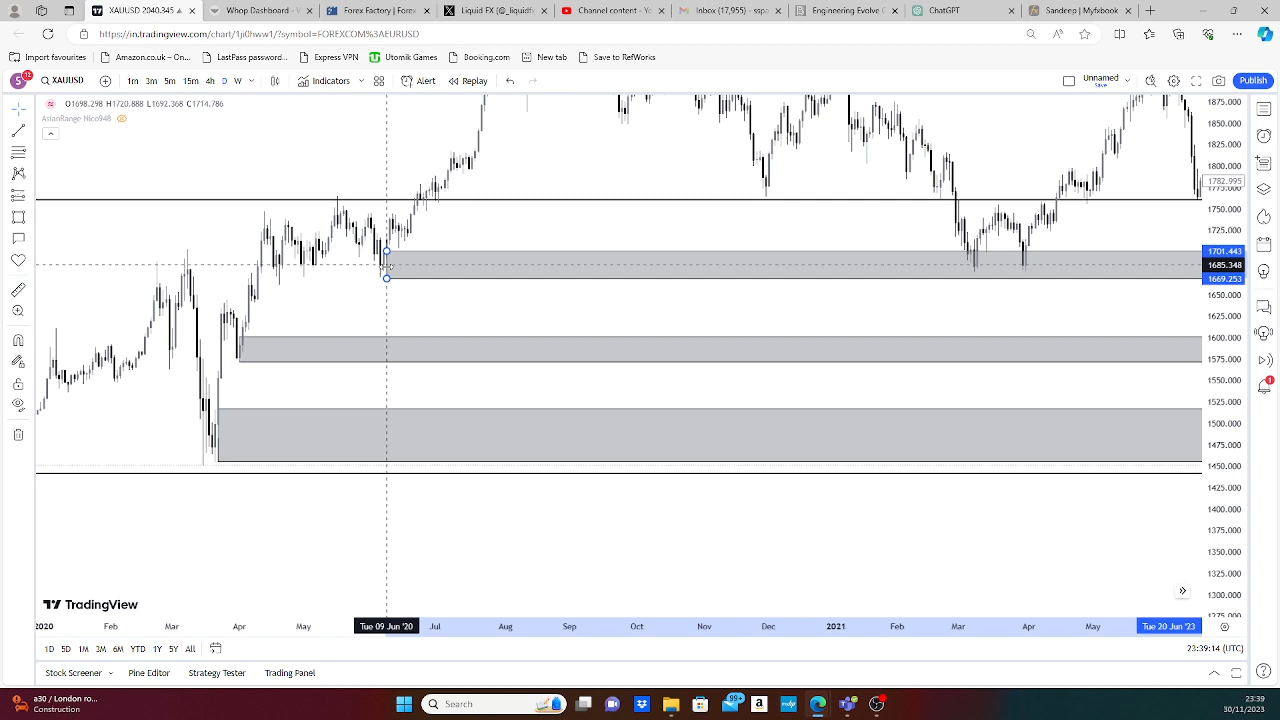 XAUUSD 2040.345
Whop Dashboard - W
Forex Factory | Forex
Liquid FX (@_liquidfx
Channel content - Yo
Inbox (17,955) - sspa
Engineering Evolve C
ChatGPT
Sandeep | Myfxbook
https://in.tradingview.com/chart/1ji0hww1/?symbol=FOREXCOM%3AEURUSD
Import favourites
Amazon.co.uk - Onl...
LastPass password...
Express VPN
Utomik Games
Booking.com
New tab
Save to RefWorks
S 12 XAUUSD 1m 3m 5m 15m 4h D W Indicators Alert Replay Unnamed Save Publish
O1698.298 H1720.888 L1692.368 C1714.786
AsianRange Nico948
1875.000
1850.000
1825.000
1800.000
1782.995
1775.000
1750.000
1725.000
1701.443
1685.348
1669.253
1650.000
1625.000
1600.000
1575.000
1550.000
1525.000
1500.000
1475.000
1450.000
1425.000
1400.000
1375.000
1350.000
1325.000
1300.000
1275.000
TradingView
2020 Feb Mar Apr May Tue 09 Jun '20 Jul Aug Sep Oct Nov Dec 2021 Feb Mar Apr May Tue 20 Jun '23
1D 5D 1M 3M 6M YTD 1Y 5Y All
23:39:14 (UTC)
Stock Screener Pine Editor Strategy Tester Trading Panel
a30 / London ro...
Construction
Search
99+
23:39
30/11/2023